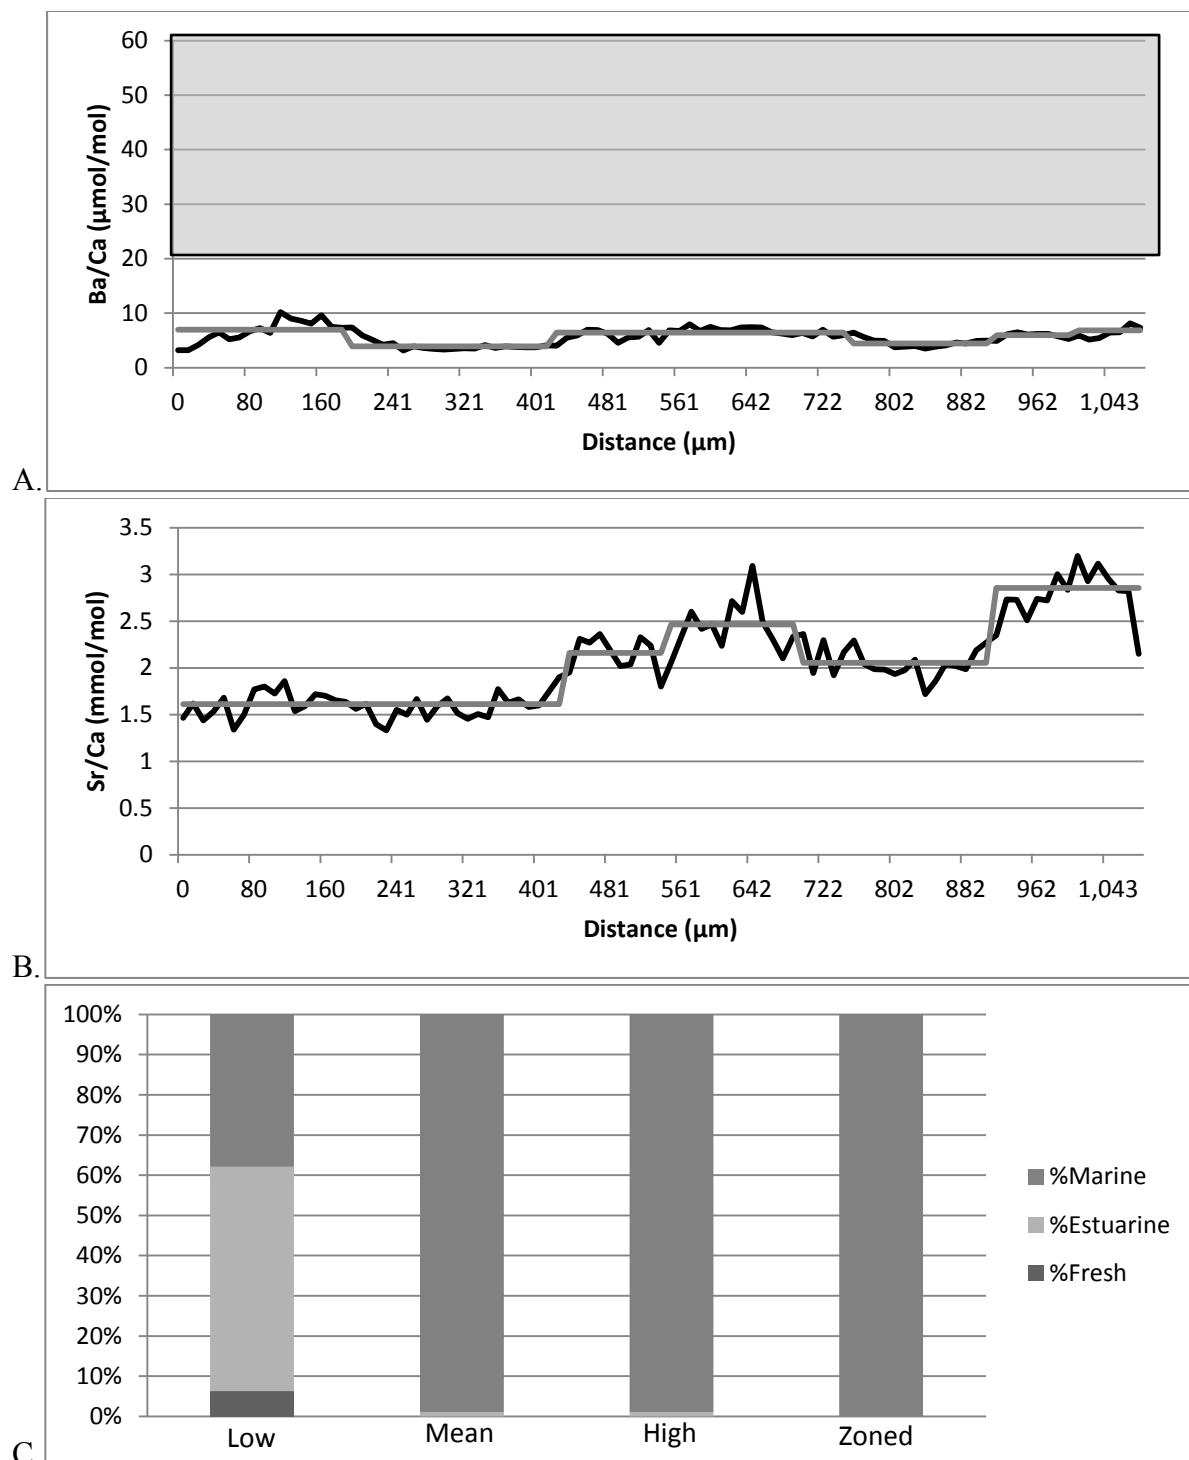 60
50
40
30
20
10
0
Ba/Ca (µmol/mol)
0 80 160 241 321 401 481 561 642 722 802 882 962 1,043
Distance (µm)
A.
3.5
3
2.5
2
1.5
1
0.5
0
Sr/Ca (mmol/mol)
0 80 160 241 321 401 481 561 642 722 802 882 962 1,043
Distance (µm)
B.
100%
90%
80%
70%
60%
50%
40%
30%
20%
10%
0%
Low Mean High Zoned
%Marine
%Estuarine
%Fresh
C